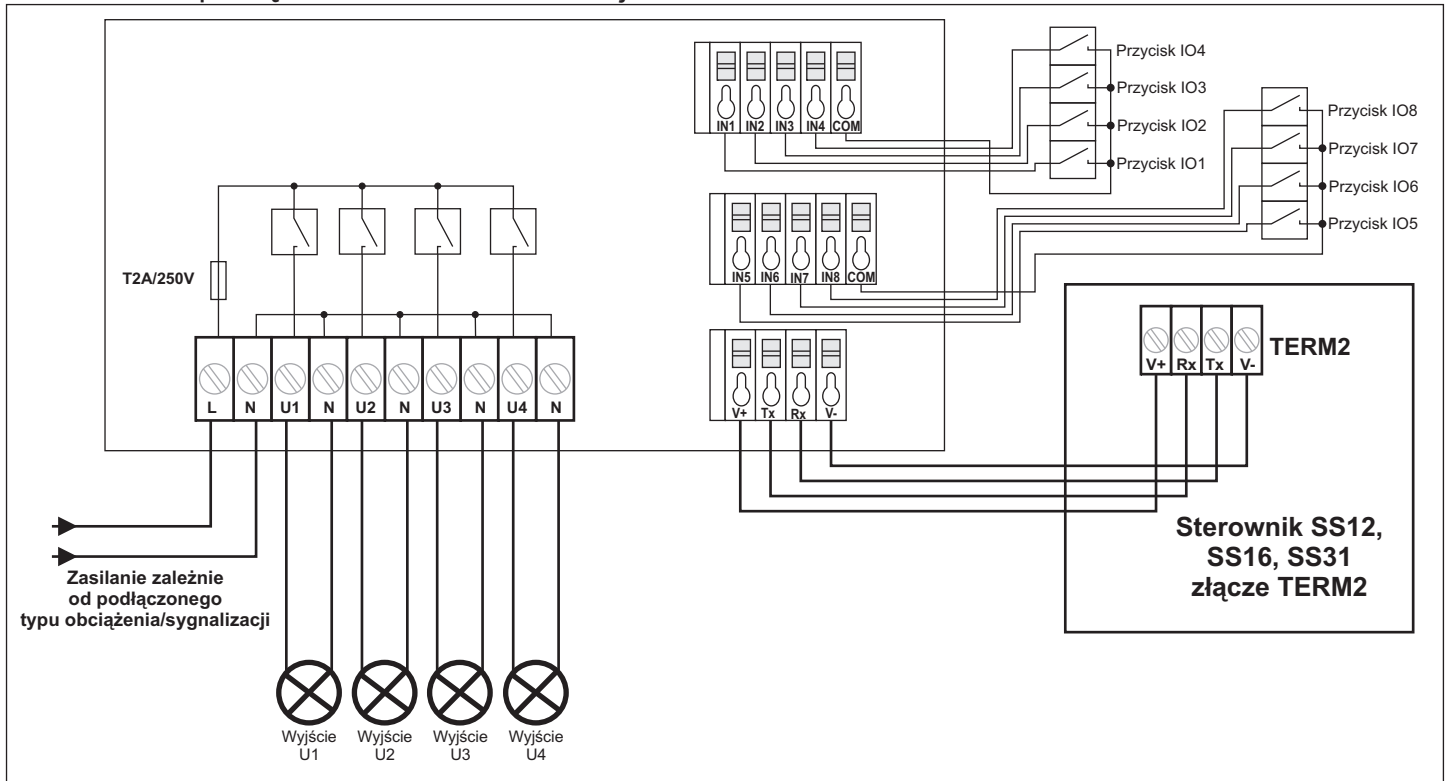 IN1 IN2 IN3 IN4 COM
Przycisk IO4
Przycisk IO3
Przycisk IO2
Przycisk IO1
Przycisk IO8
Przycisk IO7
Przycisk IO6
Przycisk IO5
IN5 IN6 IN7 IN8 COM
T2A/250V
L N U1 N U2 N U3 N U4 N
V+ Tx Rx V-
V+ Rx Tx V-
TERM2
Sterownik SS12,
SS16, SS31
złącze TERM2
Zasilanie zależnie
od podłączonego
typu obciążenia/sygnalizacji
Wyjście
U1
Wyjście
U2
Wyjście
U3
Wyjście
U4